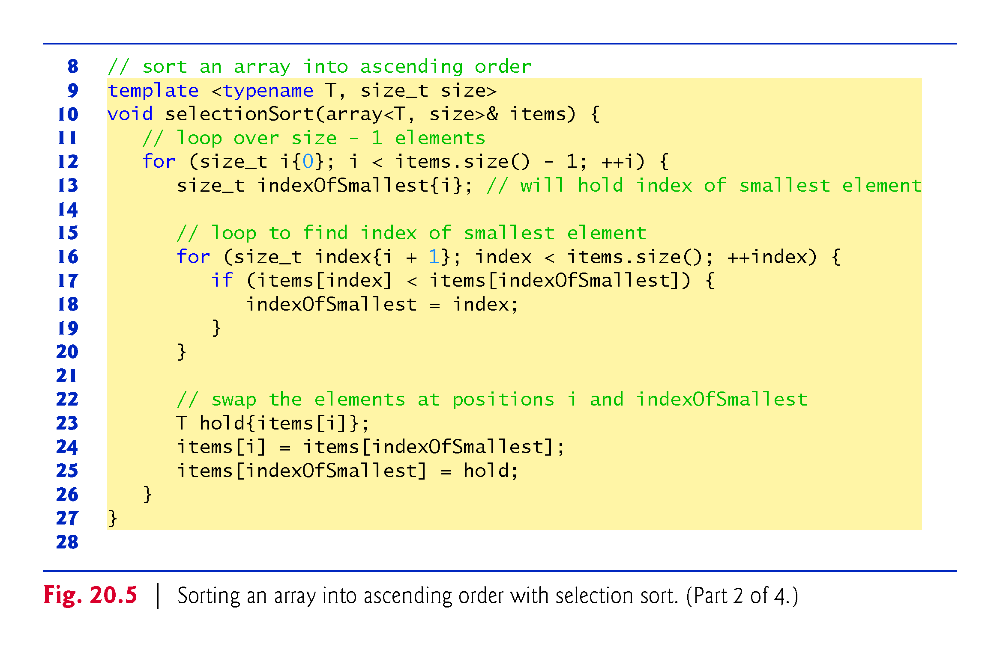 8 // sort an array into ascending order
9 template <typename T, size_t size>
10 void selectionSort(array<T, size>& items) {
11 // loop over size - 1 elements
12 for (size_t i{0}; i < items.size() - 1; ++i) {
13 size_t indexOfSmallest{i}; // will hold index of smallest element
14
15 // loop to find index of smallest element
16 for (size_t index{i + 1}; index < items.size(); ++index) {
17 if (items[index] < items[indexOfSmallest]) {
18 indexOfSmallest = index;
19 }
20 }
21
22 // swap the elements at positions i and indexOfSmallest
23 T hold{items[i]};
24 items[i] = items[indexOfSmallest];
25 items[indexOfSmallest] = hold;
26 }
27 }
28
Fig. 20.5 | Sorting an array into ascending order with selection sort. (Part 2 of 4.)